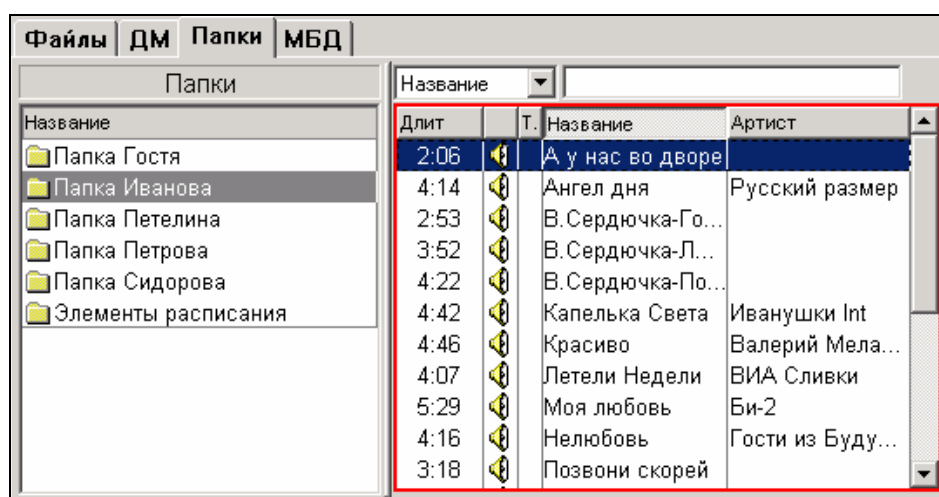 Файлы ДМ Папки МБД
Папки
Название
Папка Гостя
Папка Иванова
Папка Петелина
Папка Петрова
Папка Сидорова
Элементы расписания
Название
Длит Т. Название Артист
2:06 А у нас во дворе
4:14 Ангел дня Русский размер
2:53 В.Сердючка-Го...
3:52 В.Сердючка-Л...
4:22 В.Сердючка-По...
4:42 Капелька Света Иванушки Int
4:46 Красиво Валерий Мела...
4:07 Летели Недели ВИА Сливки
5:29 Моя любовь Би-2
4:16 Нелюбовь Гости из Буду...
3:18 Позвони скорей